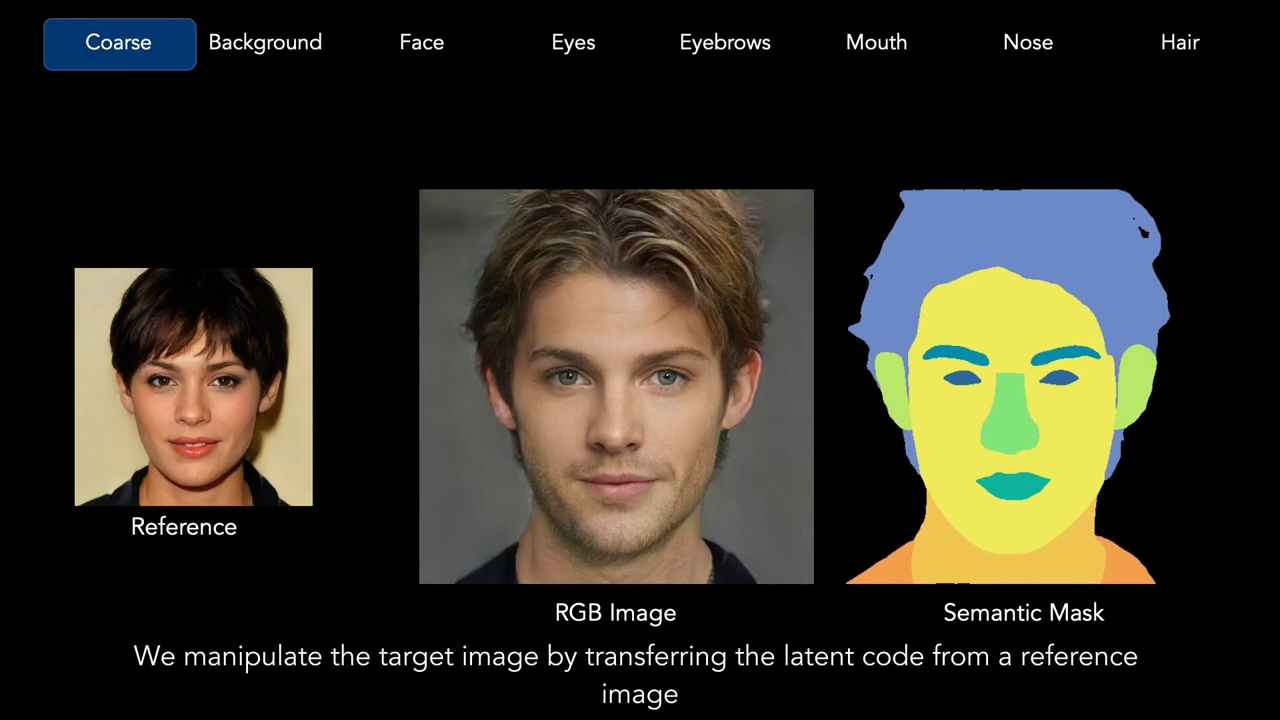 Coarse Background Face Eyes Eyebrows Mouth Nose Hair
Reference
RGB Image Semantic Mask
We manipulate the target image by transferring the latent code from a reference
image